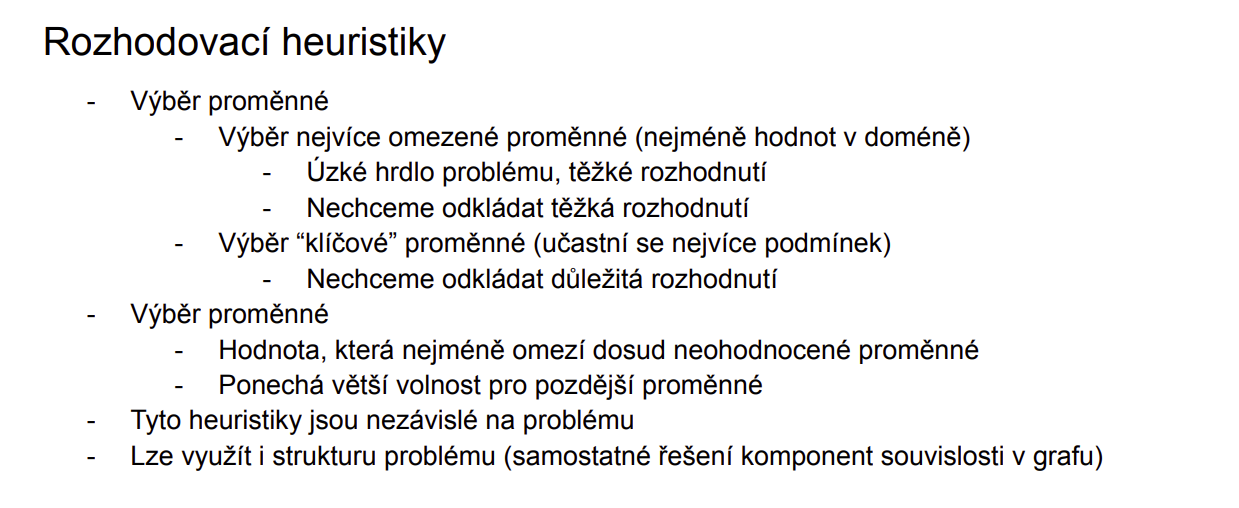 Rozhodovací heuristiky
- Výběr proměnné
- Výběr nejvíce omezené proměnné (nejméně hodnot v doméně)
- Úzké hrdlo problému, těžké rozhodnutí
- Nechceme odkládat těžká rozhodnutí
- Výběr “klíčové” proměnné (učastní se nejvíce podmínek)
- Nechceme odkládat důležitá rozhodnutí
- Výběr proměnné
- Hodnota, která nejméně omezí dosud neohodnocené proměnné
- Ponechá větší volnost pro pozdější proměnné
- Tyto heuristiky jsou nezávislé na problému
- Lze využít i strukturu problému (samostatné řešení komponent souvislosti v grafu)